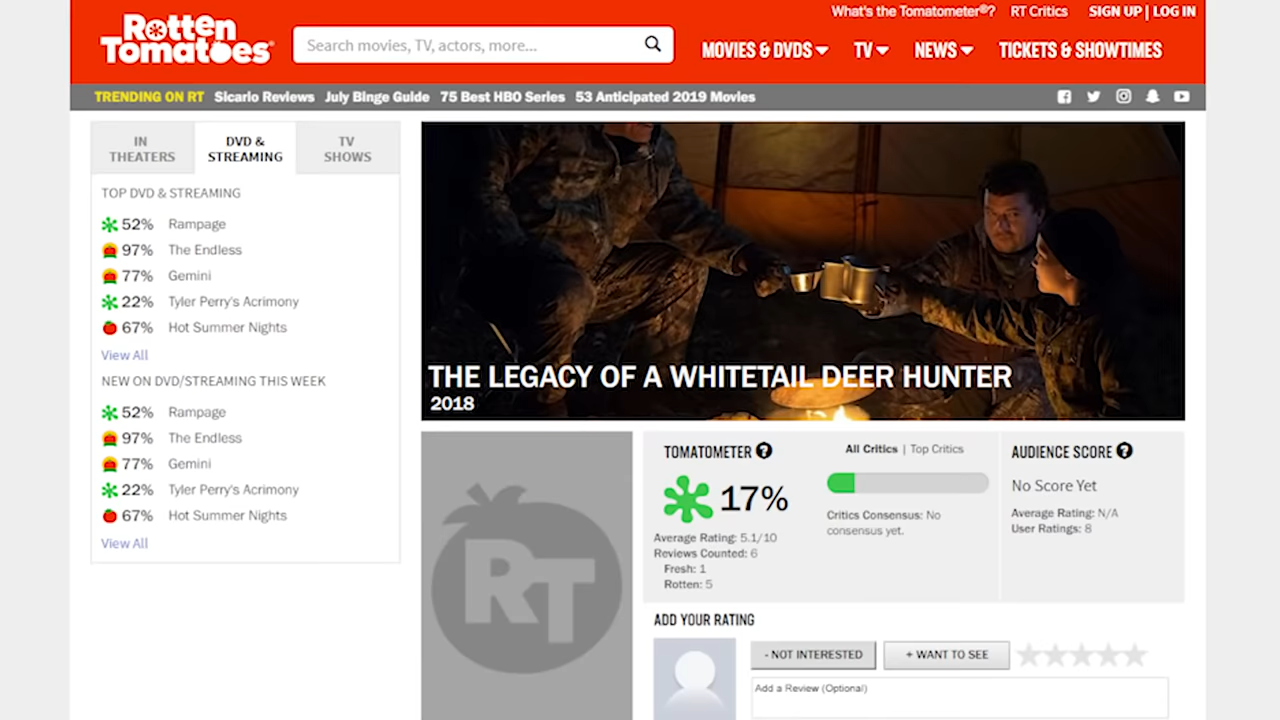 What's the Tomatometer®? RT Critics SIGN UP | LOG IN
Rotten
Tomatoes®
Search movies, TV, actors, more...
MOVIES & DVDS TV NEWS TICKETS & SHOWTIMES
TRENDING ON RT Sicario Reviews July Binge Guide 75 Best HBO Series 53 Anticipated 2019 Movies
IN
THEATERS
DVD &
STREAMING
TV
SHOWS
TOP DVD & STREAMING
52% Rampage
97% The Endless
77% Gemini
22% Tyler Perry's Acrimony
67% Hot Summer Nights
View All
NEW ON DVD/STREAMING THIS WEEK
52% Rampage
97% The Endless
77% Gemini
22% Tyler Perry's Acrimony
67% Hot Summer Nights
View All
THE LEGACY OF A WHITETAIL DEER HUNTER
2018
RT
TOMATOMETER ?
17%
Average Rating: 5.1/10
Reviews Counted: 6
Fresh: 1
Rotten: 5
All Critics | Top Critics
Critics Consensus: No
consensus yet.
AUDIENCE SCORE ?
No Score Yet
Average Rating: N/A
User Ratings: 8
ADD YOUR RATING
- NOT INTERESTED
+ WANT TO SEE
Add a Review (Optional)